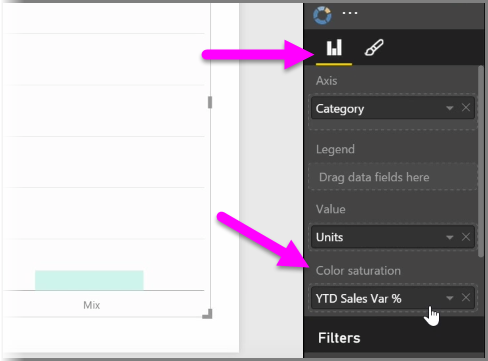 Axis
Category
Legend
Drag data fields here
Value
Units
Color saturation
YTD Sales Var %
Filters
Mix